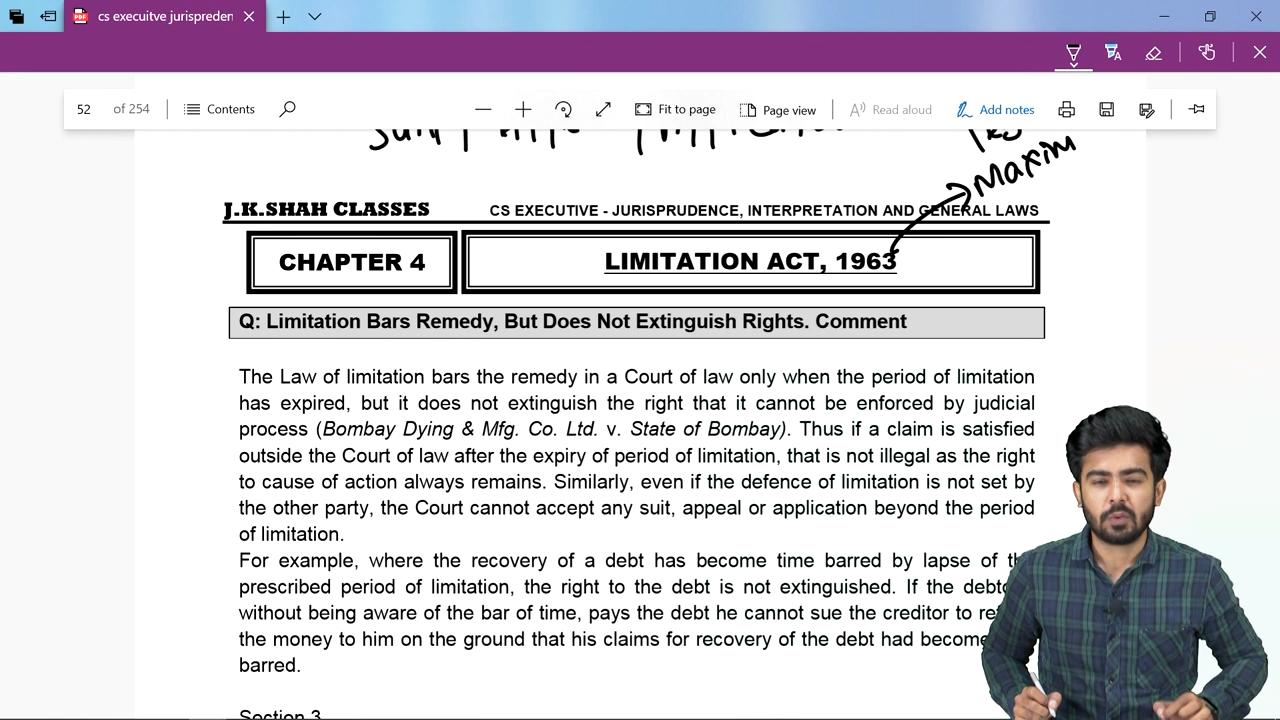 cs execuitve jurispreden
52 of 254 Contents Fit to page Page view Read aloud Add notes
Maxim
J.K.SHAH CLASSES CS EXECUTIVE - JURISPRUDENCE, INTERPRETATION AND GENERAL LAWS
CHAPTER 4 LIMITATION ACT, 1963
Q: Limitation Bars Remedy, But Does Not Extinguish Rights. Comment
The Law of limitation bars the remedy in a Court of law only when the period of limitation
has expired, but it does not extinguish the right that it cannot be enforced by judicial
process (Bombay Dying & Mfg. Co. Ltd. v. State of Bombay). Thus if a claim is satisfied
outside the Court of law after the expiry of period of limitation, that is not illegal as the right
to cause of action always remains. Similarly, even if the defence of limitation is not set by
the other party, the Court cannot accept any suit, appeal or application beyond the period
of limitation.
For example, where the recovery of a debt has become time barred by lapse of
prescribed period of limitation, the right to the debt is not extinguished. If the
without being aware of the bar of time, pays the debt he cannot sue the creditor to
the money to him on the ground that his claims for recovery of the debt had become
barred.
Section 3